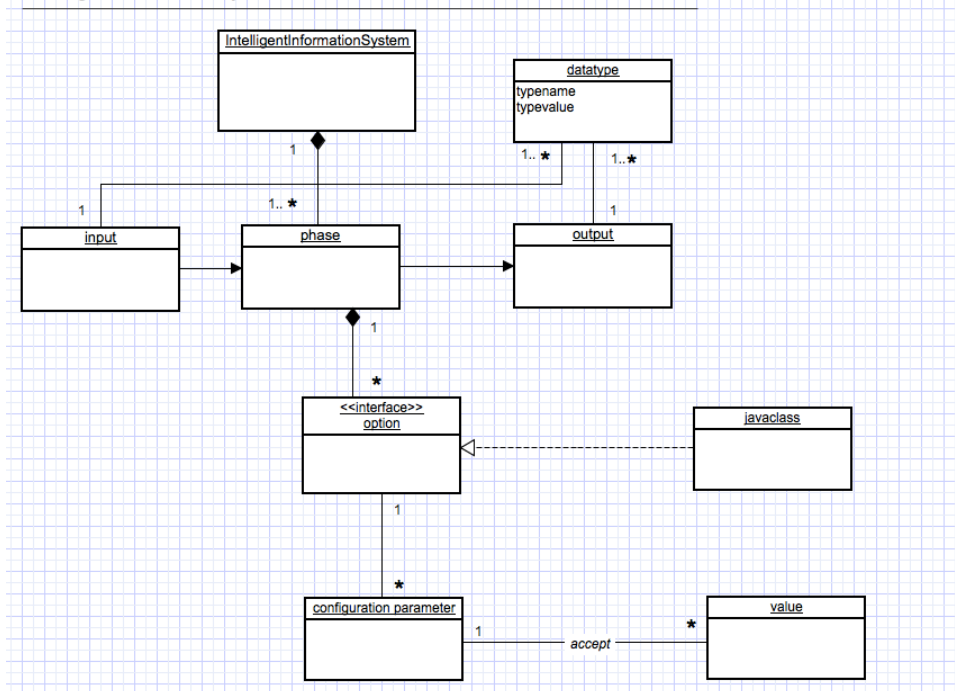 IntelligentInformationSystem
datatype
typename
typevalue
1
1.. *
1..*
1
1.. *
1
input
phase
output
1
*
<<interface>>
option
javaclass
1
*
configuration parameter
value
1
accept
*